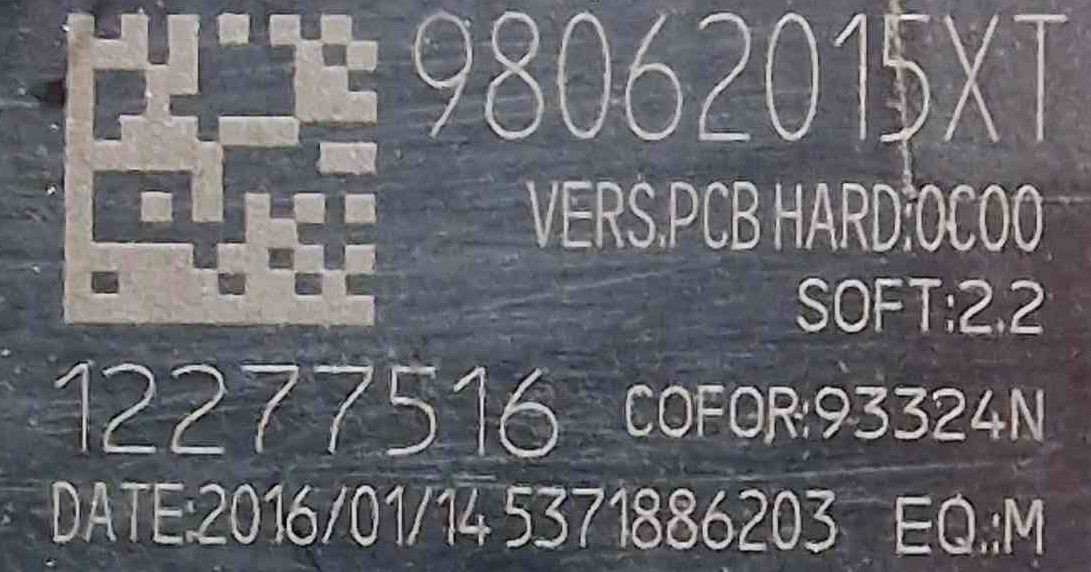 98062015XT
VERS.PCB HARD:0C00
SOFT:2.2
12277516 COFOR:93324N
DATE:2016/01/14 5371886203 EQ.:M